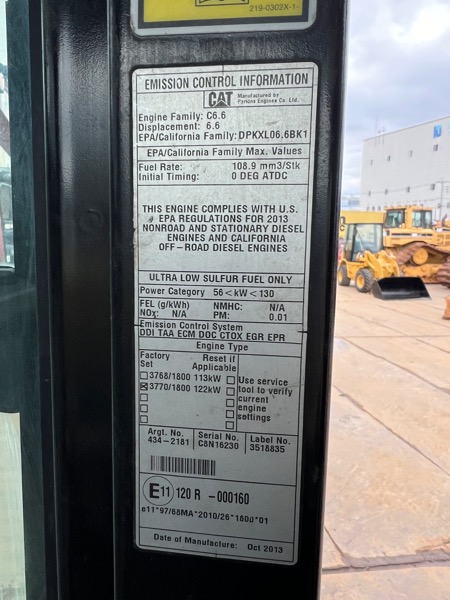 219-0302X-1-
EMISSION CONTROL INFORMATION
CAT Manufactured by
Perkins Engines Co. Ltd.
Engine Family: C6.6
Displacement: 6.6
EPA/California Family: DPKXL06.6BK1
EPA/California Family Max. Values
Fuel Rate: 108.9 mm3/Stk
Initial Timing: 0 DEG ATDC
THIS ENGINE COMPLIES WITH U.S.
EPA REGULATIONS FOR 2013
NONROAD AND STATIONARY DIESEL
ENGINES AND CALIFORNIA
OFF-ROAD DIESEL ENGINES
ULTRA LOW SULFUR FUEL ONLY
Power Category 56<kW<130
FEL (g/kWh) NMHC: N/A
NOx: N/A PM: 0.01
Emission Control System
DDI TAA ECM DOC CTOX EGR EPR
Engine Type
Factory Set Reset if Applicable
3768/1800 113kW Use service
3770/1800 122kW tool to verify
current
engine
settings
Argt. No. Serial No. Label No.
434-2181 C8N16230 3518835
E11 120 R -000160
e11*97/68MA*2010/26*1600*01
Date of Manufacture: Oct 2013